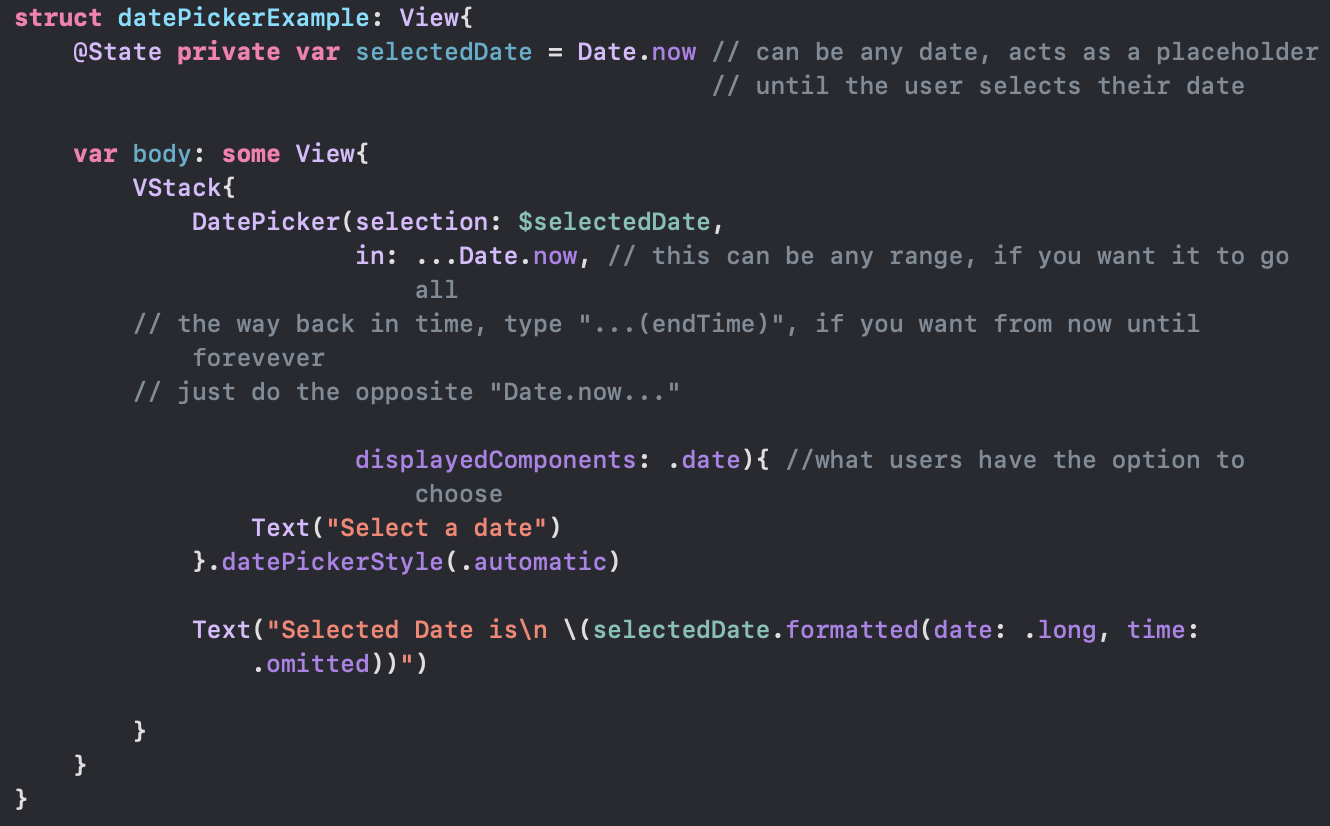 struct datePickerExample: View{
@State private var selectedDate = Date.now // can be any date, acts as a placeholder
// until the user selects their date
var body: some View{
VStack{
DatePicker(selection: $selectedDate,
in: ...Date.now, // this can be any range, if you want it to go
all
// the way back in time, type "...(endTime)", if you want from now until
forevever
// just do the opposite "Date.now..."
displayedComponents: .date){ //what users have the option to
choose
Text("Select a date")
}.datePickerStyle(.automatic)
Text("Selected Date is\n \(selectedDate.formatted(date: .long, time:
.omitted))")
}
}
}